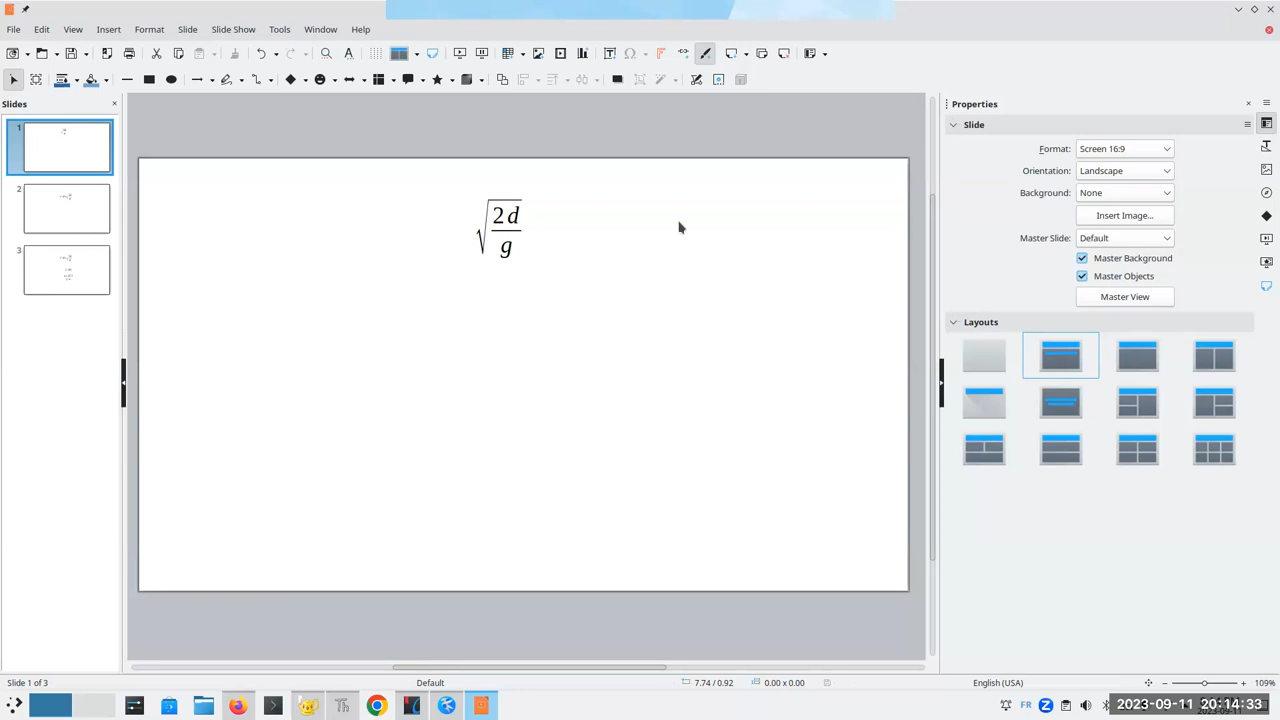 File Edit View Insert Format Slide Slide Show Tools Window Help
Slides
1
2
3
√(2d/g)
Properties
Slide
Format: Screen 16:9
Orientation: Landscape
Background: None
Insert Image...
Master Slide: Default
Master Background
Master Objects
Master View
Layouts
Slide 1 of 3 Default 7.74 / 0.92 0.00 x 0.00 English (USA) 109%
FR 2023-09-11 20:14:33